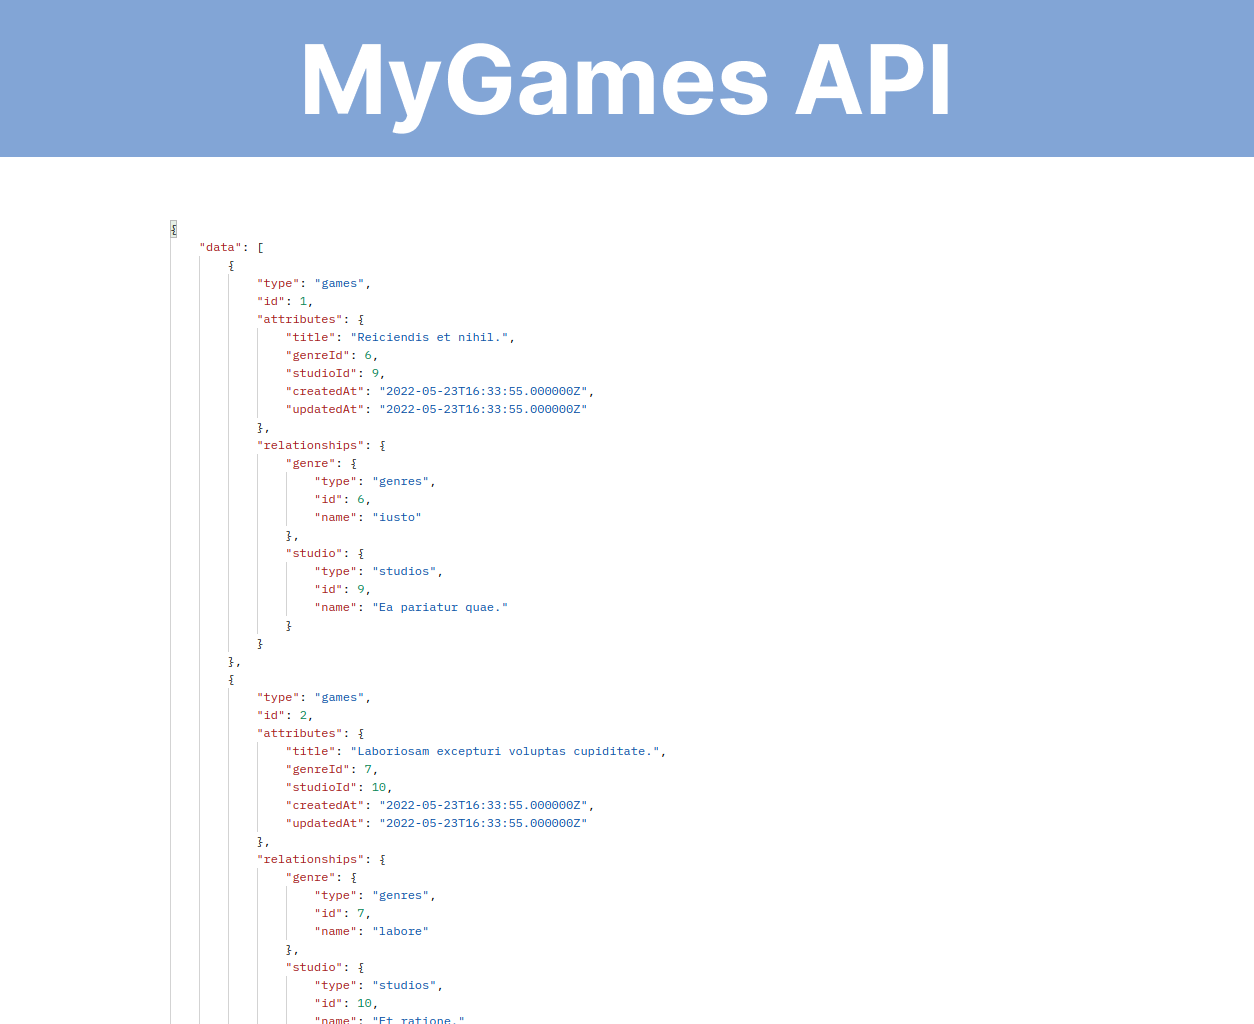 MyGames API
{
"data": [
{
"type": "games",
"id": 1,
"attributes": {
"title": "Reiciendis et nihil.",
"genreId": 6,
"studioId": 9,
"createdAt": "2022-05-23T16:33:55.000000Z",
"updatedAt": "2022-05-23T16:33:55.000000Z"
},
"relationships": {
"genre": {
"type": "genres",
"id": 6,
"name": "iusto"
},
"studio": {
"type": "studios",
"id": 9,
"name": "Ea pariatur quae."
}
}
},
{
"type": "games",
"id": 2,
"attributes": {
"title": "Laboriosam excepturi voluptas cupiditate.",
"genreId": 7,
"studioId": 10,
"createdAt": "2022-05-23T16:33:55.000000Z",
"updatedAt": "2022-05-23T16:33:55.000000Z"
},
"relationships": {
"genre": {
"type": "genres",
"id": 7,
"name": "labore"
},
"studio": {
"type": "studios",
"id": 10,
"name": "Et ratione."